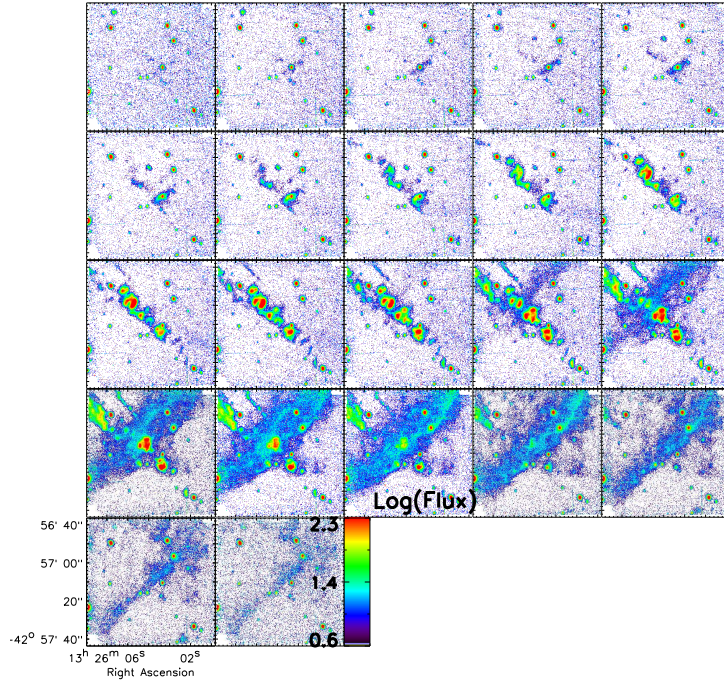 Log(Flux)
2.3
1.4
0.6
56' 40"
57' 00"
20"
-42° 57' 40"
13ʰ 26ᵐ 06ˢ 02ˢ
Right Ascension